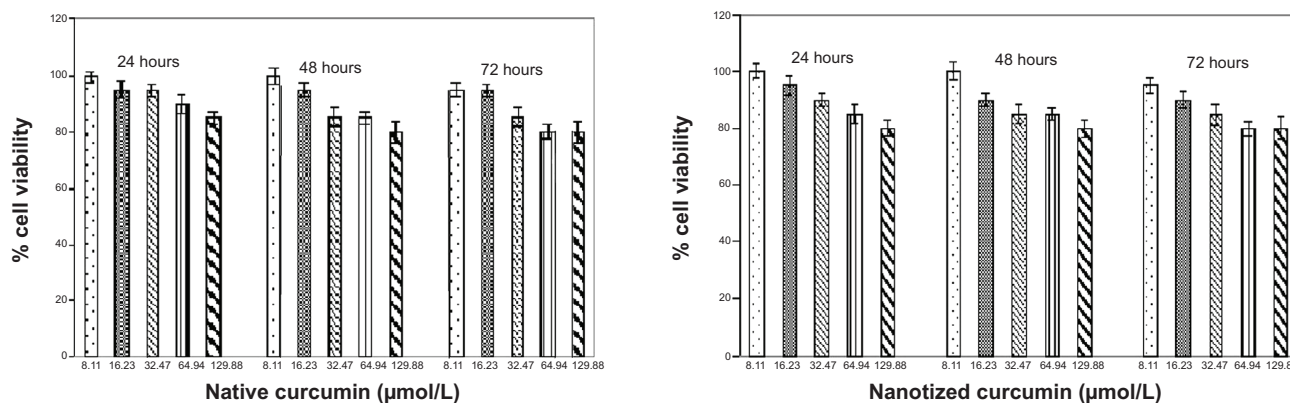 120
100
80
60
40
20
0
% cell viability
24 hours
48 hours
72 hours
8.11 16.23 32.47 64.94 129.88 8.11 16.23 32.47 64.94 129.88 8.11 16.23 32.47 64.94 129.88
Native curcumin (µmol/L)
120
100
80
60
40
20
0
% cell viability
24 hours
48 hours
72 hours
8.11 16.23 32.47 64.94 129.88 8.11 16.23 32.47 64.94 129.88 8.11 16.23 32.47 64.94 129.8
Nanotized curcumin (µmol/L)